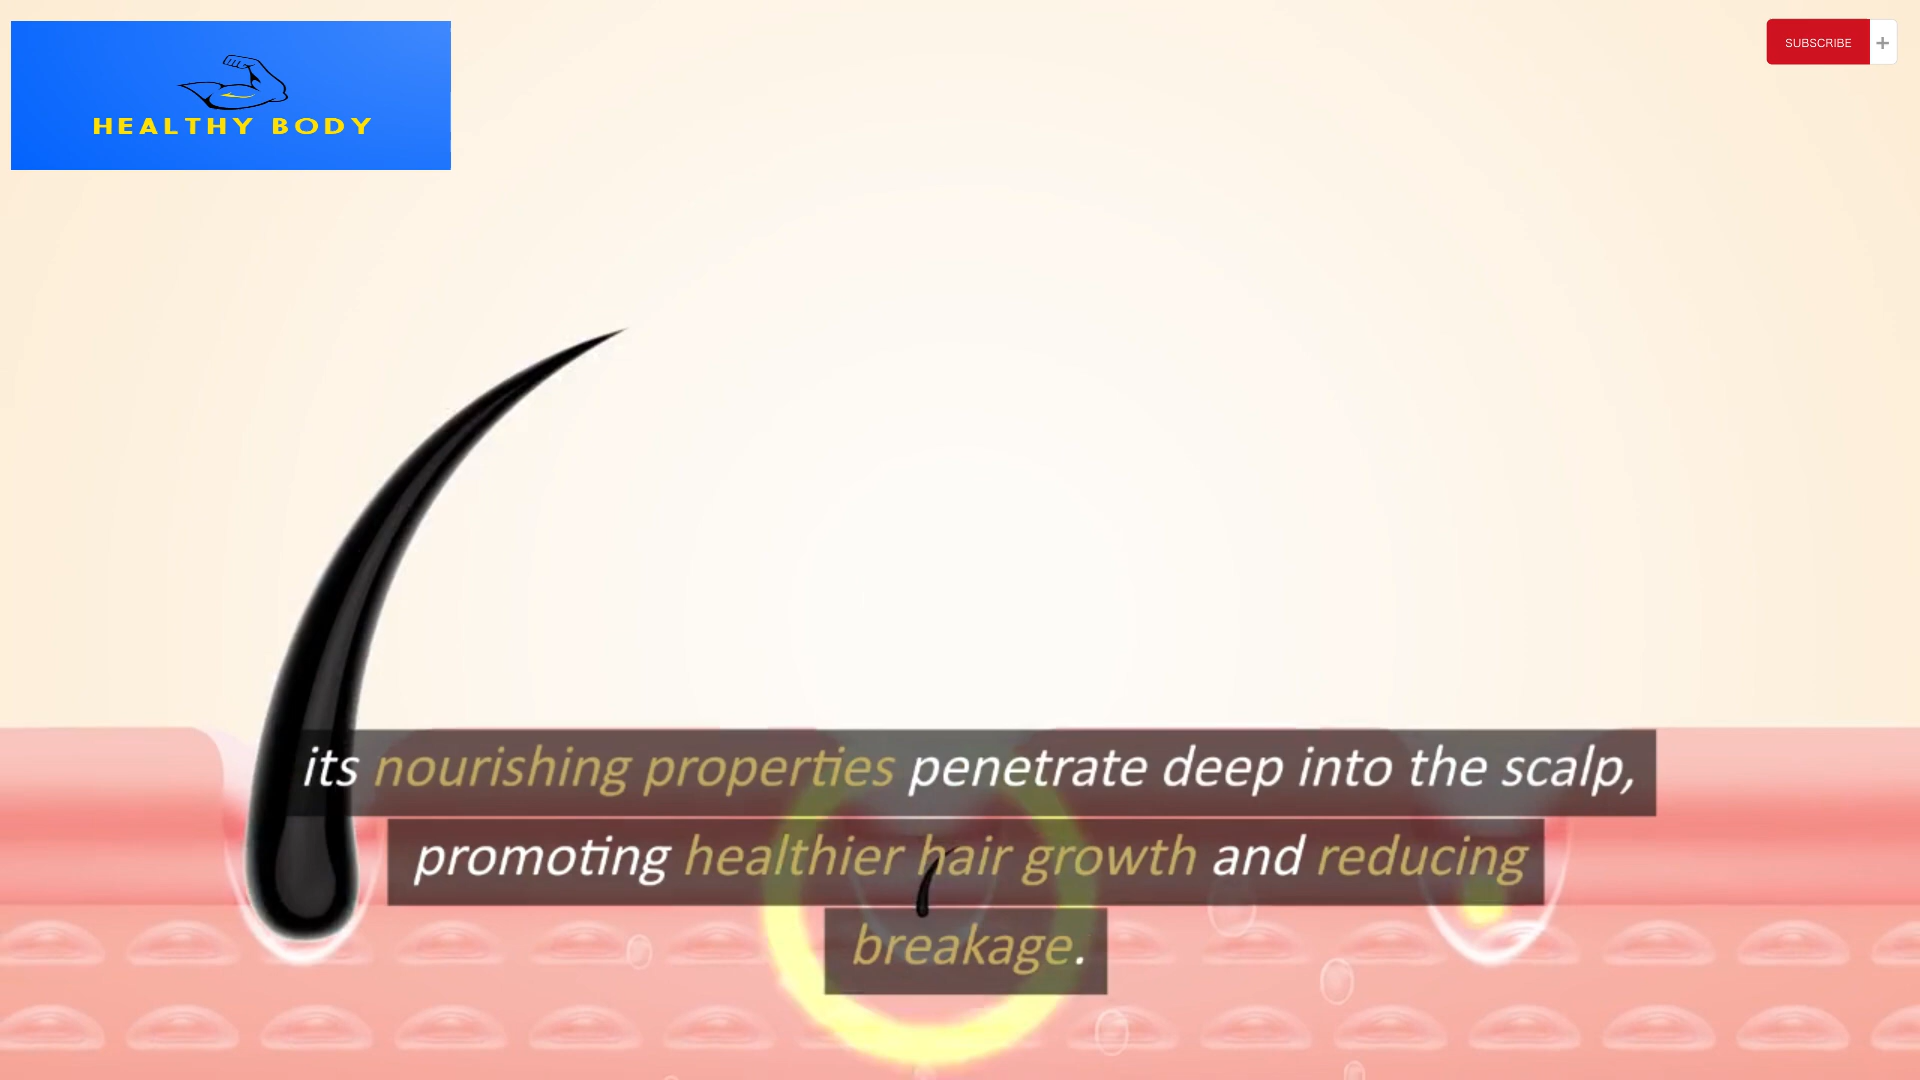 HEALTHY BODY
SUBSCRIBE +
its nourishing properties penetrate deep into the scalp,
promoting healthier hair growth and reducing
breakage.